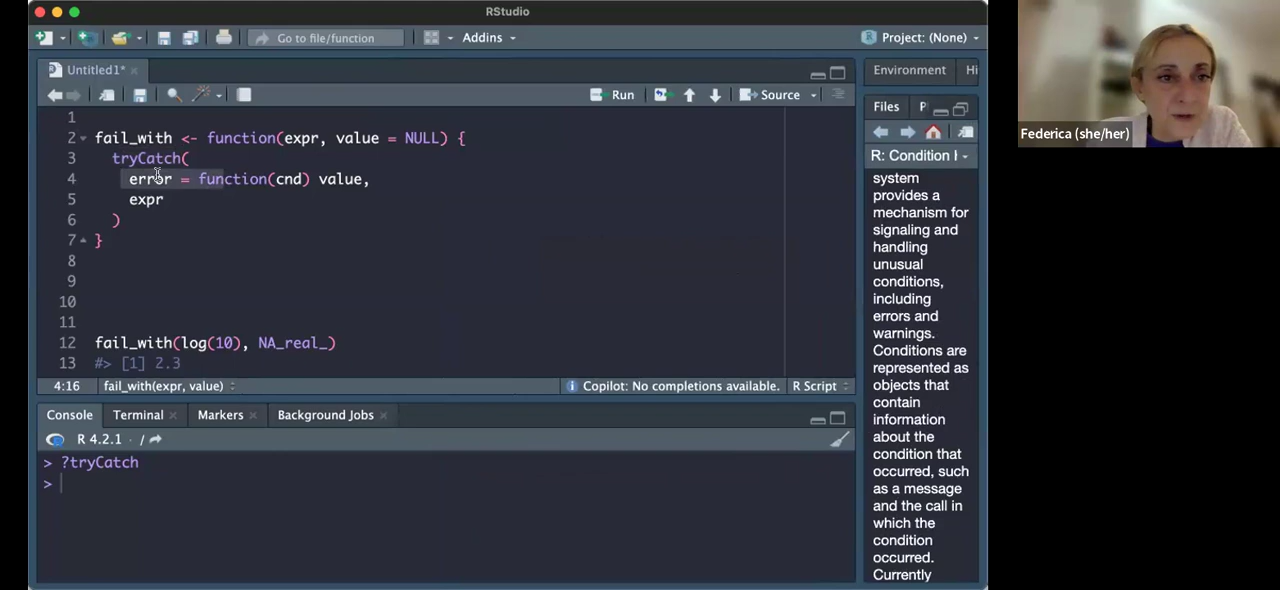 RStudio
Go to file/function
Addins
Project: (None)
Untitled1*
Run
Source
1
2 fail_with <- function(expr, value = NULL) {
3 tryCatch(
4 error = function(cnd) value,
5 expr
6 )
7 }
8
9
10
11
12 fail_with(log(10), NA_real_)
13 #> [1] 2.3
4:16 fail_with(expr, value)
Copilot: No completions available.
R Script
Console
Terminal
Markers
Background Jobs
R 4.2.1 · /
> ?tryCatch
>
Environment
Hi
Files
P
R: Condition
system
provides a
mechanism for
signaling and
handling
unusual
conditions,
including
errors and
warnings.
Conditions are
represented as
objects that
contain
information
about the
condition that
occurred, such
as a message
and the call in
which the
condition
occurred.
Currently
Federica (she/her)